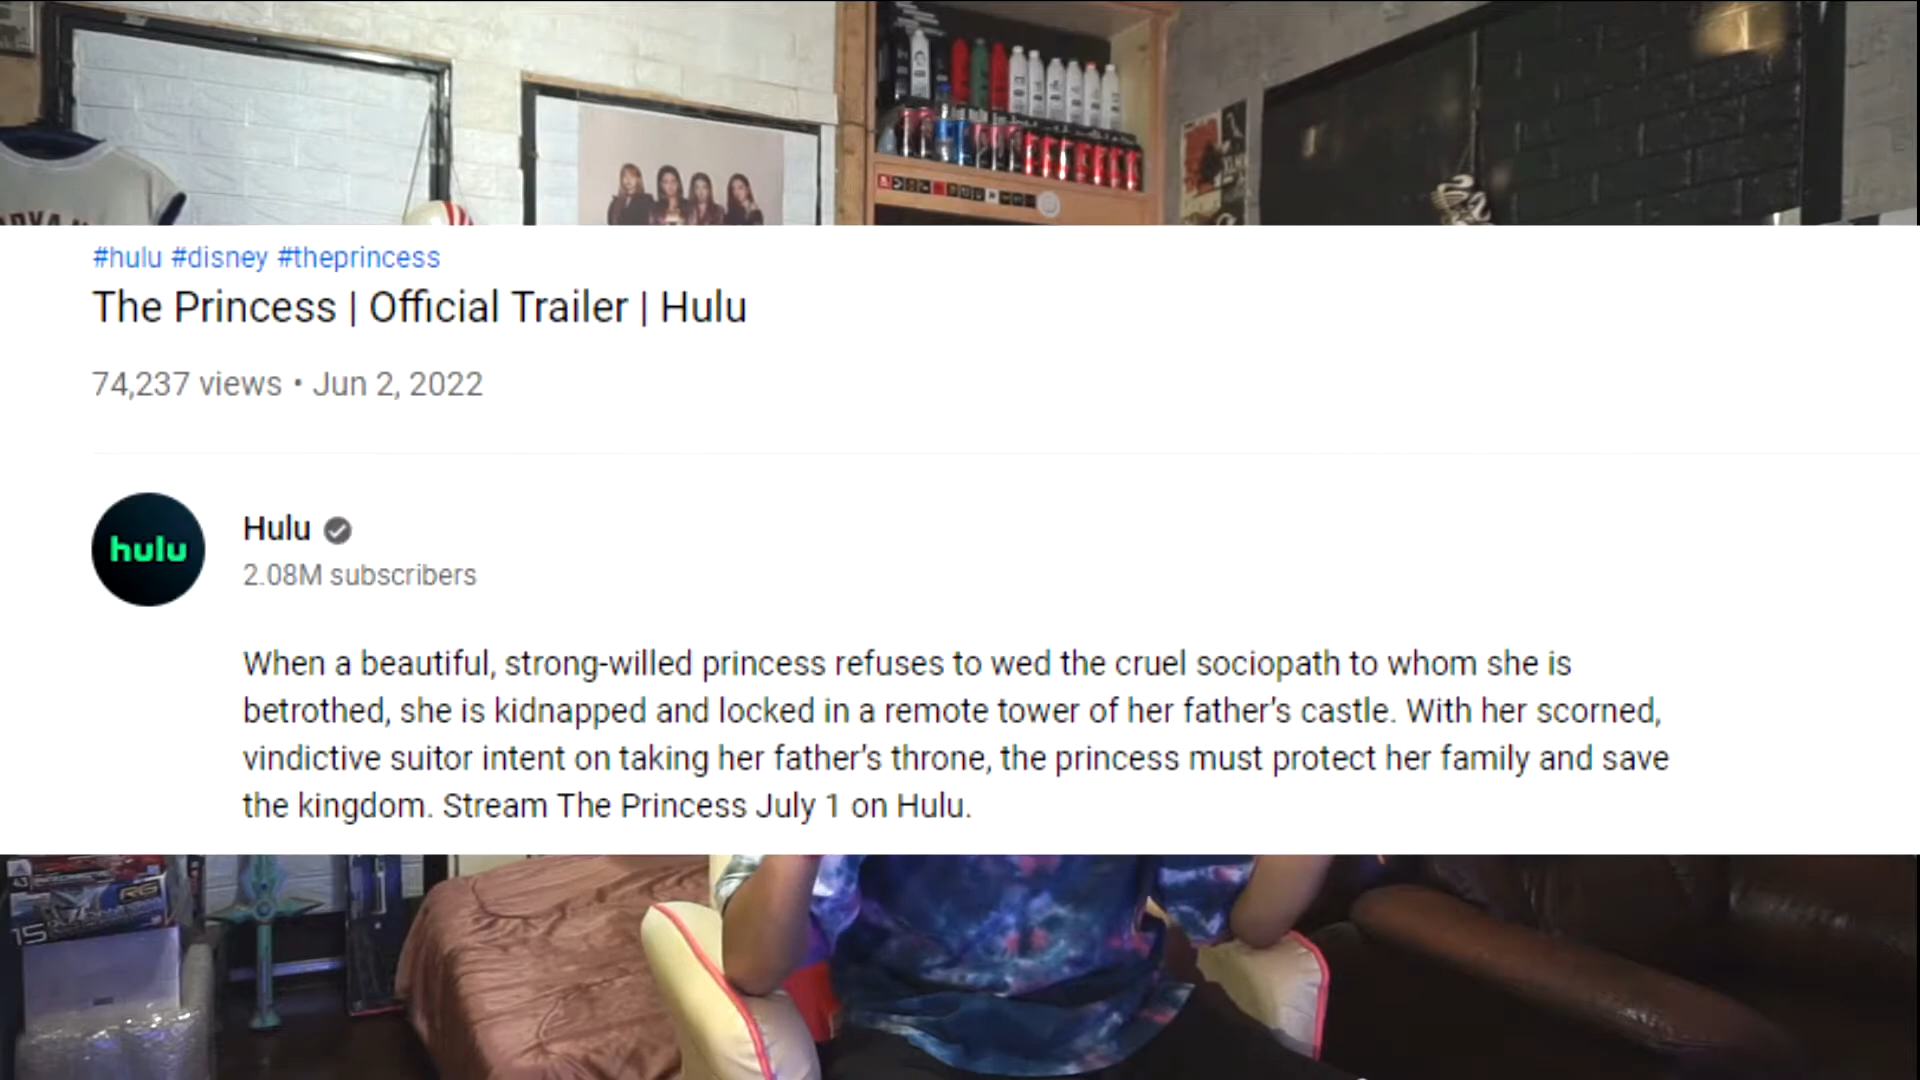 #hulu #disney #theprincess
The Princess | Official Trailer | Hulu
74,237 views • Jun 2, 2022
hulu
Hulu
2.08M subscribers
When a beautiful, strong-willed princess refuses to wed the cruel sociopath to whom she is
betrothed, she is kidnapped and locked in a remote tower of her father's castle. With her scorned,
vindictive suitor intent on taking her father's throne, the princess must protect her family and save
the kingdom. Stream The Princess July 1 on Hulu.
RG
15